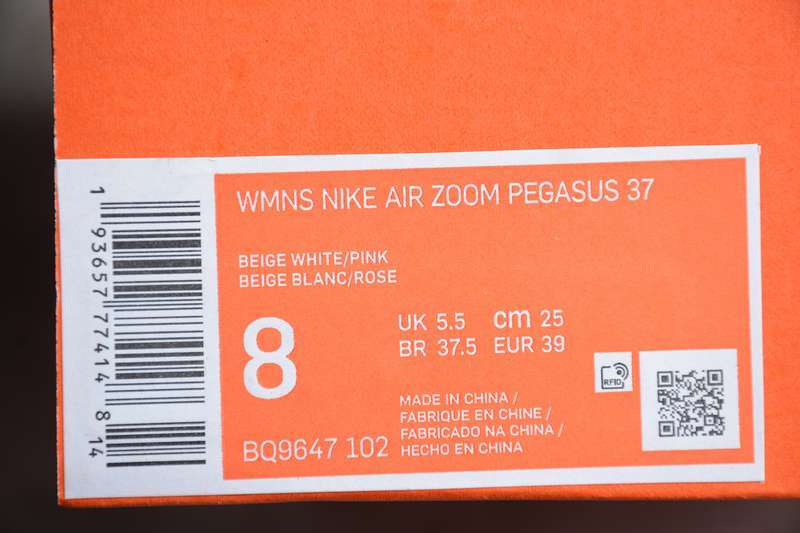 WMNS NIKE AIR ZOOM PEGASUS 37
BEIGE WHITE/PINK
BEIGE BLANC/ROSE
8
UK 5.5 cm 25
BR 37.5 EUR 39
RFID
MADE IN CHINA /
FABRIQUE EN CHINE /
FABRICADO NA CHINA /
HECHO EN CHINA
BQ9647 102
1 93657 77414 8 14